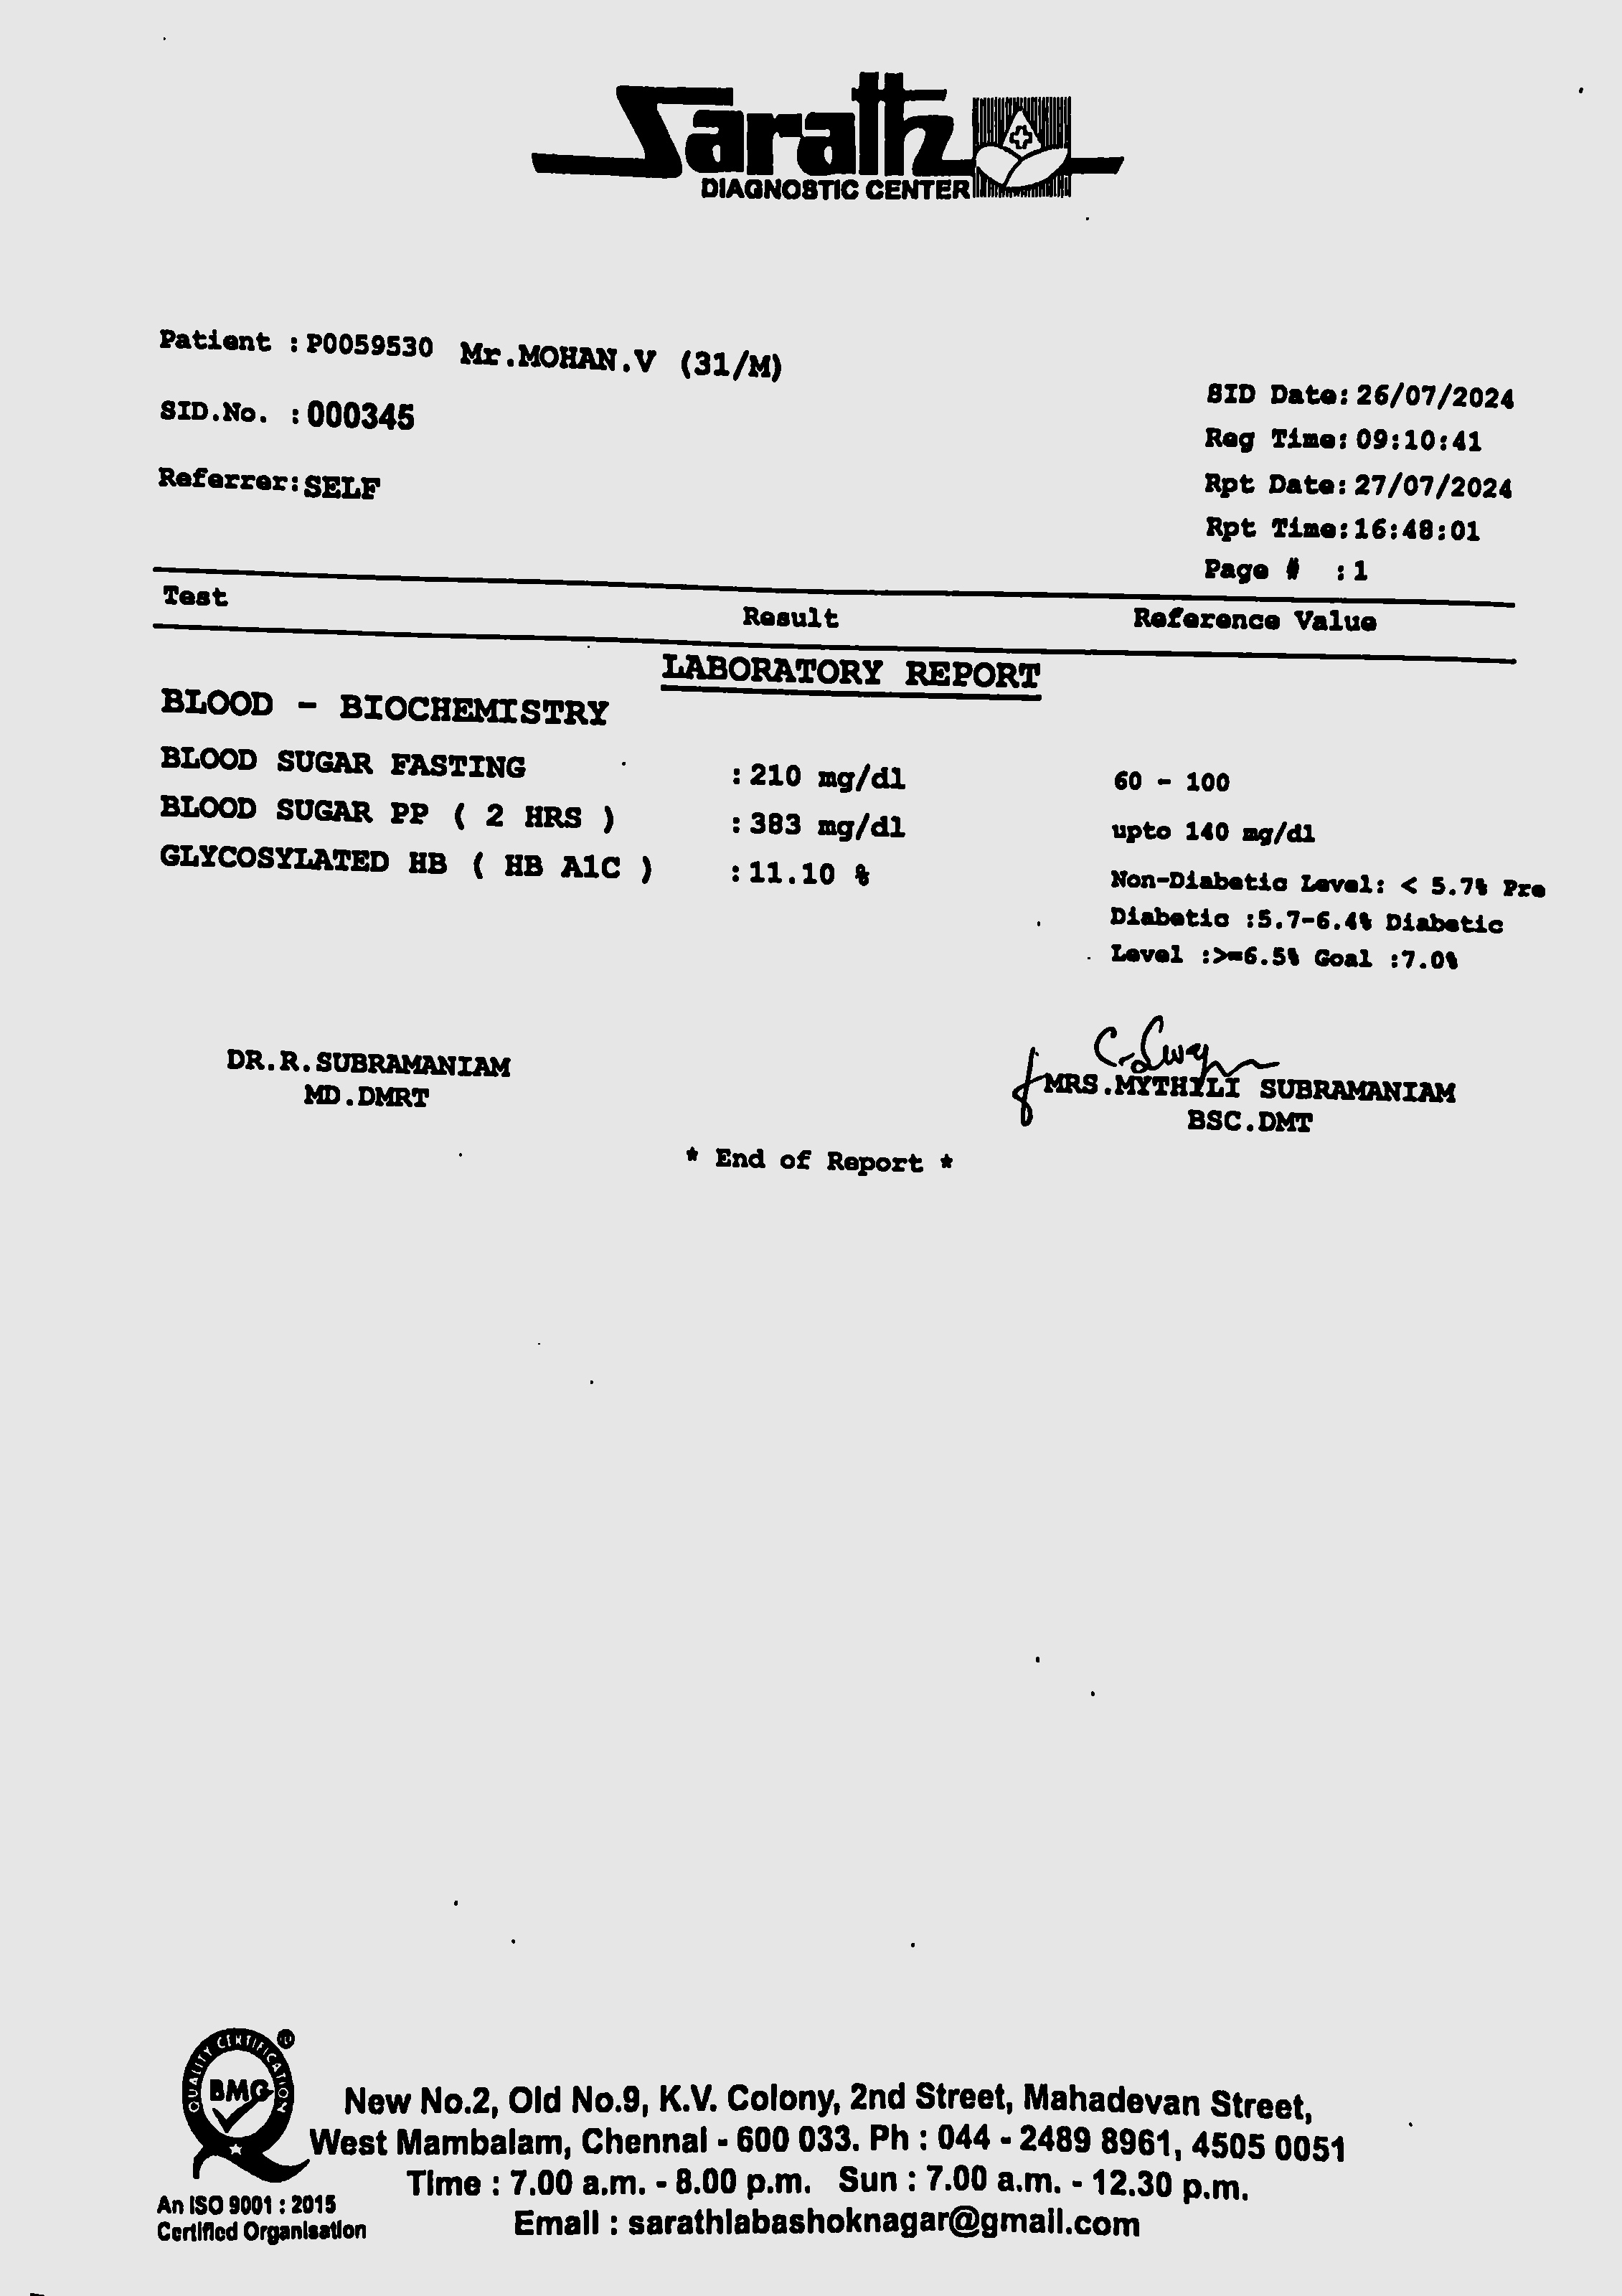 Sarath
DIAGNOSTIC CENTER
Patient : P0059530 Mr.MOHAN.V (31/M)
SID.No. : 000345
Referrer: SELF
SID Date: 26/07/2024
Reg Time: 09:10:41
Rpt Date: 27/07/2024
Rpt Time: 16:48:01
Page # : 1
Test Result Reference Value
LABORATORY REPORT
BLOOD - BIOCHEMISTRY
BLOOD SUGAR FASTING : 210 mg/dl 60 - 100
BLOOD SUGAR PP ( 2 HRS ) : 383 mg/dl upto 140 mg/dl
GLYCOSYLATED HB ( HB A1C ) : 11.10 % Non-Diabetic Level: < 5.7% Pre
Diabetic :5.7-6.4% Diabetic
Level :>=6.5% Goal :7.0%
DR.R.SUBRAMANIAM
MD.DMRT
MRS.MYTHILI SUBRAMANIAM
BSC.DMT
* End of Report *
QUALITY CERTIFICATION
BMG
New No.2, Old No.9, K.V. Colony, 2nd Street, Mahadevan Street,
West Mambalam, Chennai - 600 033. Ph : 044 - 2489 8961, 4505 0051
Time : 7.00 a.m. - 8.00 p.m. Sun : 7.00 a.m. - 12.30 p.m.
An ISO 9001 : 2015
Certified Organisation
Email : sarathlabashoknagar@gmail.com